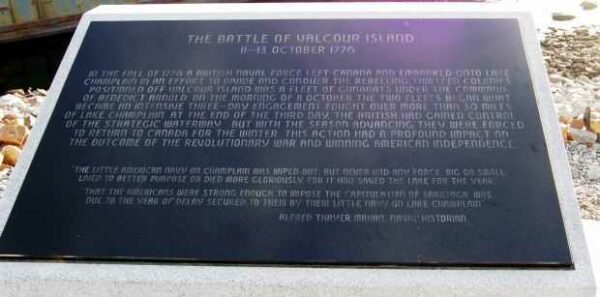 THE BATTLE OF VALCOUR ISLAND
11-13 OCTOBER 1776
IN THE FALL OF 1776 A BRITISH NAVAL FORCE LEFT CANADA AND EMBARKED ONTO LAKE
CHAMPLAIN IN AN EFFORT TO DIVIDE AND CONQUER THE REBELLING THIRTEEN COLONIES.
POSITIONED OFF VALCOUR ISLAND WAS A FLEET OF GUNBOATS UNDER THE COMMAND
OF BENEDICT ARNOLD. ON THE MORNING OF 11 OCTOBER THE TWO FLEETS BEGAN WHAT
BECAME AN INTENSIVE THREE-DAY ENGAGEMENT FOUGHT OVER MORE THAN 30 MILES
OF LAKE CHAMPLAIN. AT THE END OF THE THIRD DAY, THE BRITISH HAD GAINED CONTROL
OF THE STRATEGIC WATERWAY. BUT WITH THE SEASON ADVANCING, THEY WERE FORCED
TO RETURN TO CANADA FOR THE WINTER. THIS ACTION HAD A PROFOUND IMPACT ON
THE OUTCOME OF THE REVOLUTIONARY WAR AND WINNING AMERICAN INDEPENDENCE.
"THE LITTLE AMERICAN NAVY ON CHAMPLAIN WAS WIPED OUT, BUT NEVER HAD ANY FORCE, BIG OR SMALL
LIVED TO BETTER PURPOSE OR DIED MORE GLORIOUSLY, FOR IT HAD SAVED THE LAKE FOR THE YEAR.
"THAT THE AMERICANS WERE STRONG ENOUGH TO IMPOSE THE CAPITULATION OF SARATOGA, WAS
DUE TO THE YEAR OF DELAY SECURED TO THEM BY THEIR LITTLE NAVY ON LAKE CHAMPLAIN"
ALFRED THAYER MAHAN, NAVAL HISTORIAN